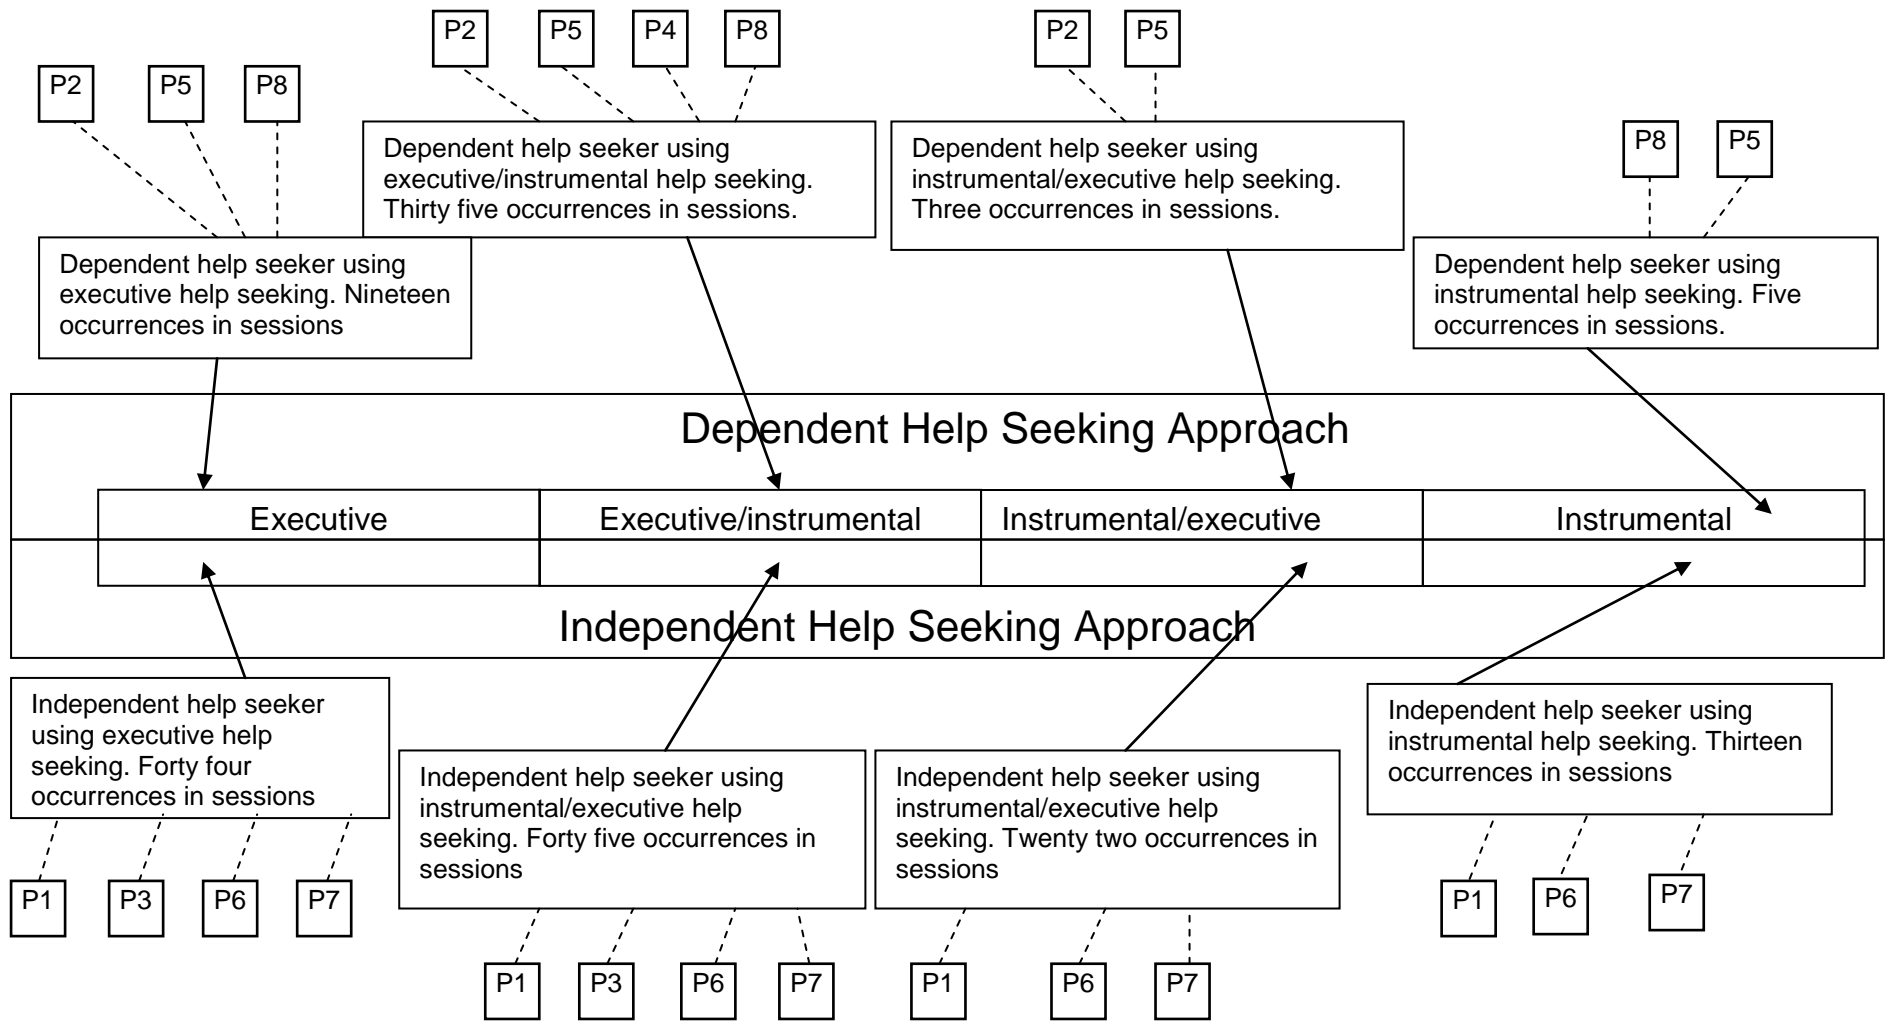 P2
P5
P4
P8
P2
P5
P2
P5
P8
P8
P5
Dependent help seeker using
executive/instrumental help seeking.
Thirty five occurrences in sessions.
Dependent help seeker using
instrumental/executive help seeking.
Three occurrences in sessions.
Dependent help seeker using
executive help seeking. Nineteen
occurrences in sessions
Dependent help seeker using
instrumental help seeking. Five
occurrences in sessions.
Dependent Help Seeking Approach
Executive
Executive/instrumental
Instrumental/executive
Instrumental
Independent Help Seeking Approach
Independent help seeker
using executive help
seeking. Forty four
occurrences in sessions
Independent help seeker using
instrumental/executive help
seeking. Forty five occurrences in
sessions
Independent help seeker using
instrumental/executive help
seeking. Twenty two occurrences in
sessions
Independent help seeker using
instrumental help seeking. Thirteen
occurrences in sessions
P1
P3
P6
P7
P1
P6
P7
P1
P3
P6
P7
P1
P6
P7